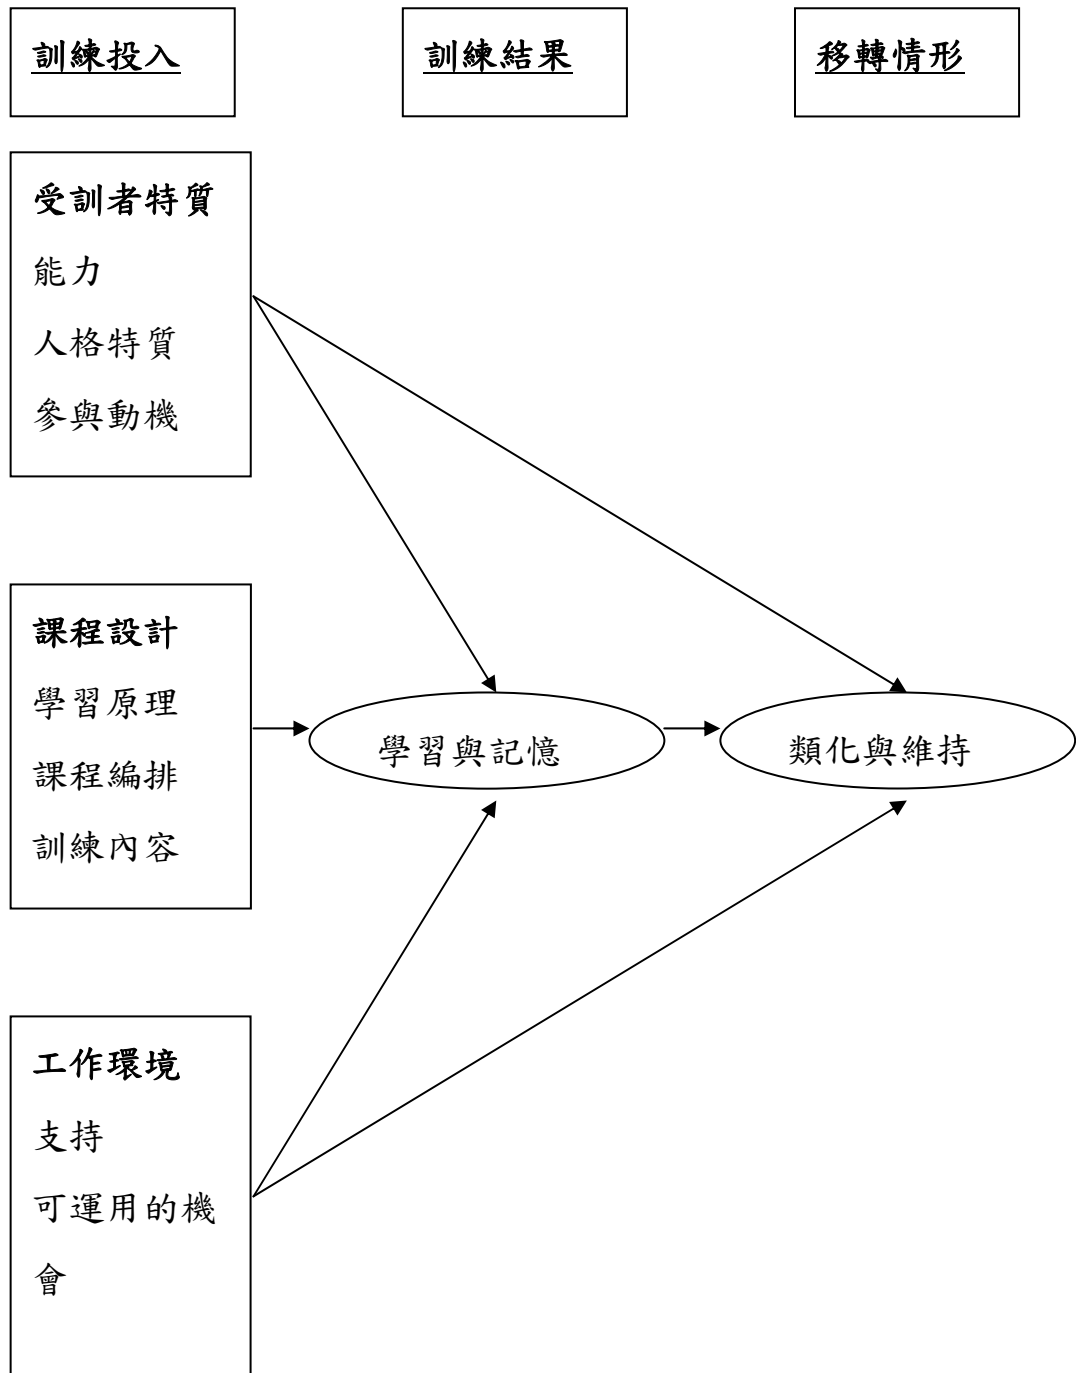 訓練投入
訓練結果
移轉情形
受訓者特質
能力
人格特質
參與動機
課程設計
學習原理
課程編排
訓練內容
學習與記憶
類化與維持
工作環境
支持
可運用的機
會